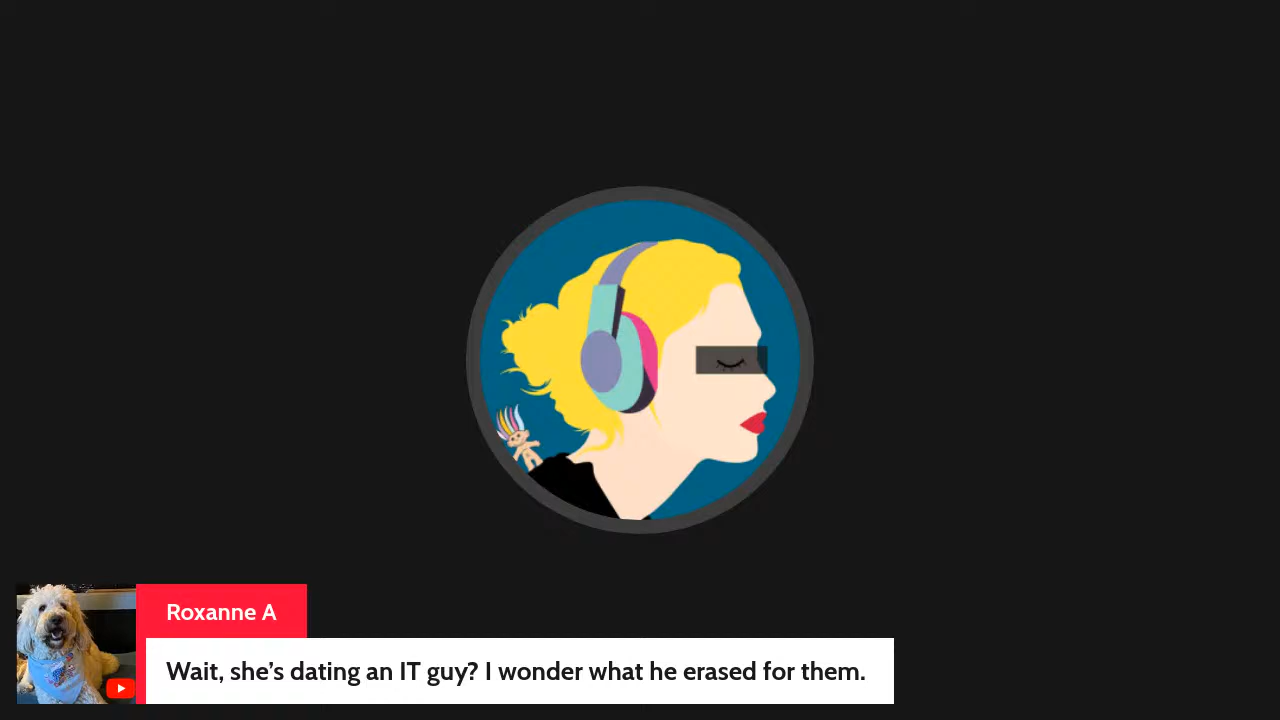 Roxanne A
Wait, she's dating an IT guy? I wonder what he erased for them.